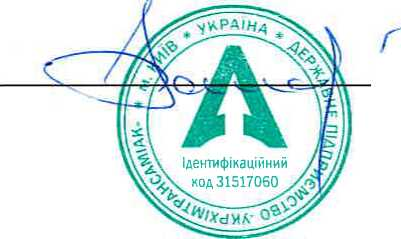 * УКРАЇНА * ДЕРЖАВНЕ ПІДПРИЄМСТВО "УКРХІМТРАНСАМІАК" * м. КИЇВ
Ідентифікаційний
код 31517060